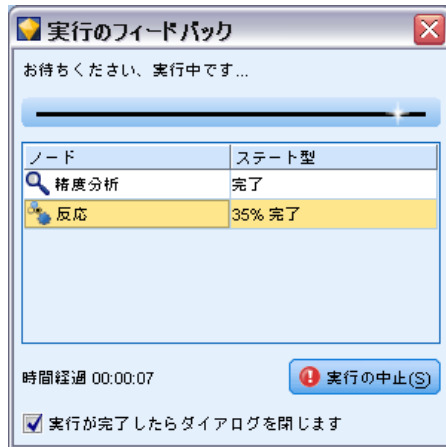 実行のフィードバック
お待ちください、実行中です...
ノード ステート型
精度分析 完了
反応 35% 完了
時間経過 00:00:07 実行の中止(S)
実行が完了したらダイアログを閉じます